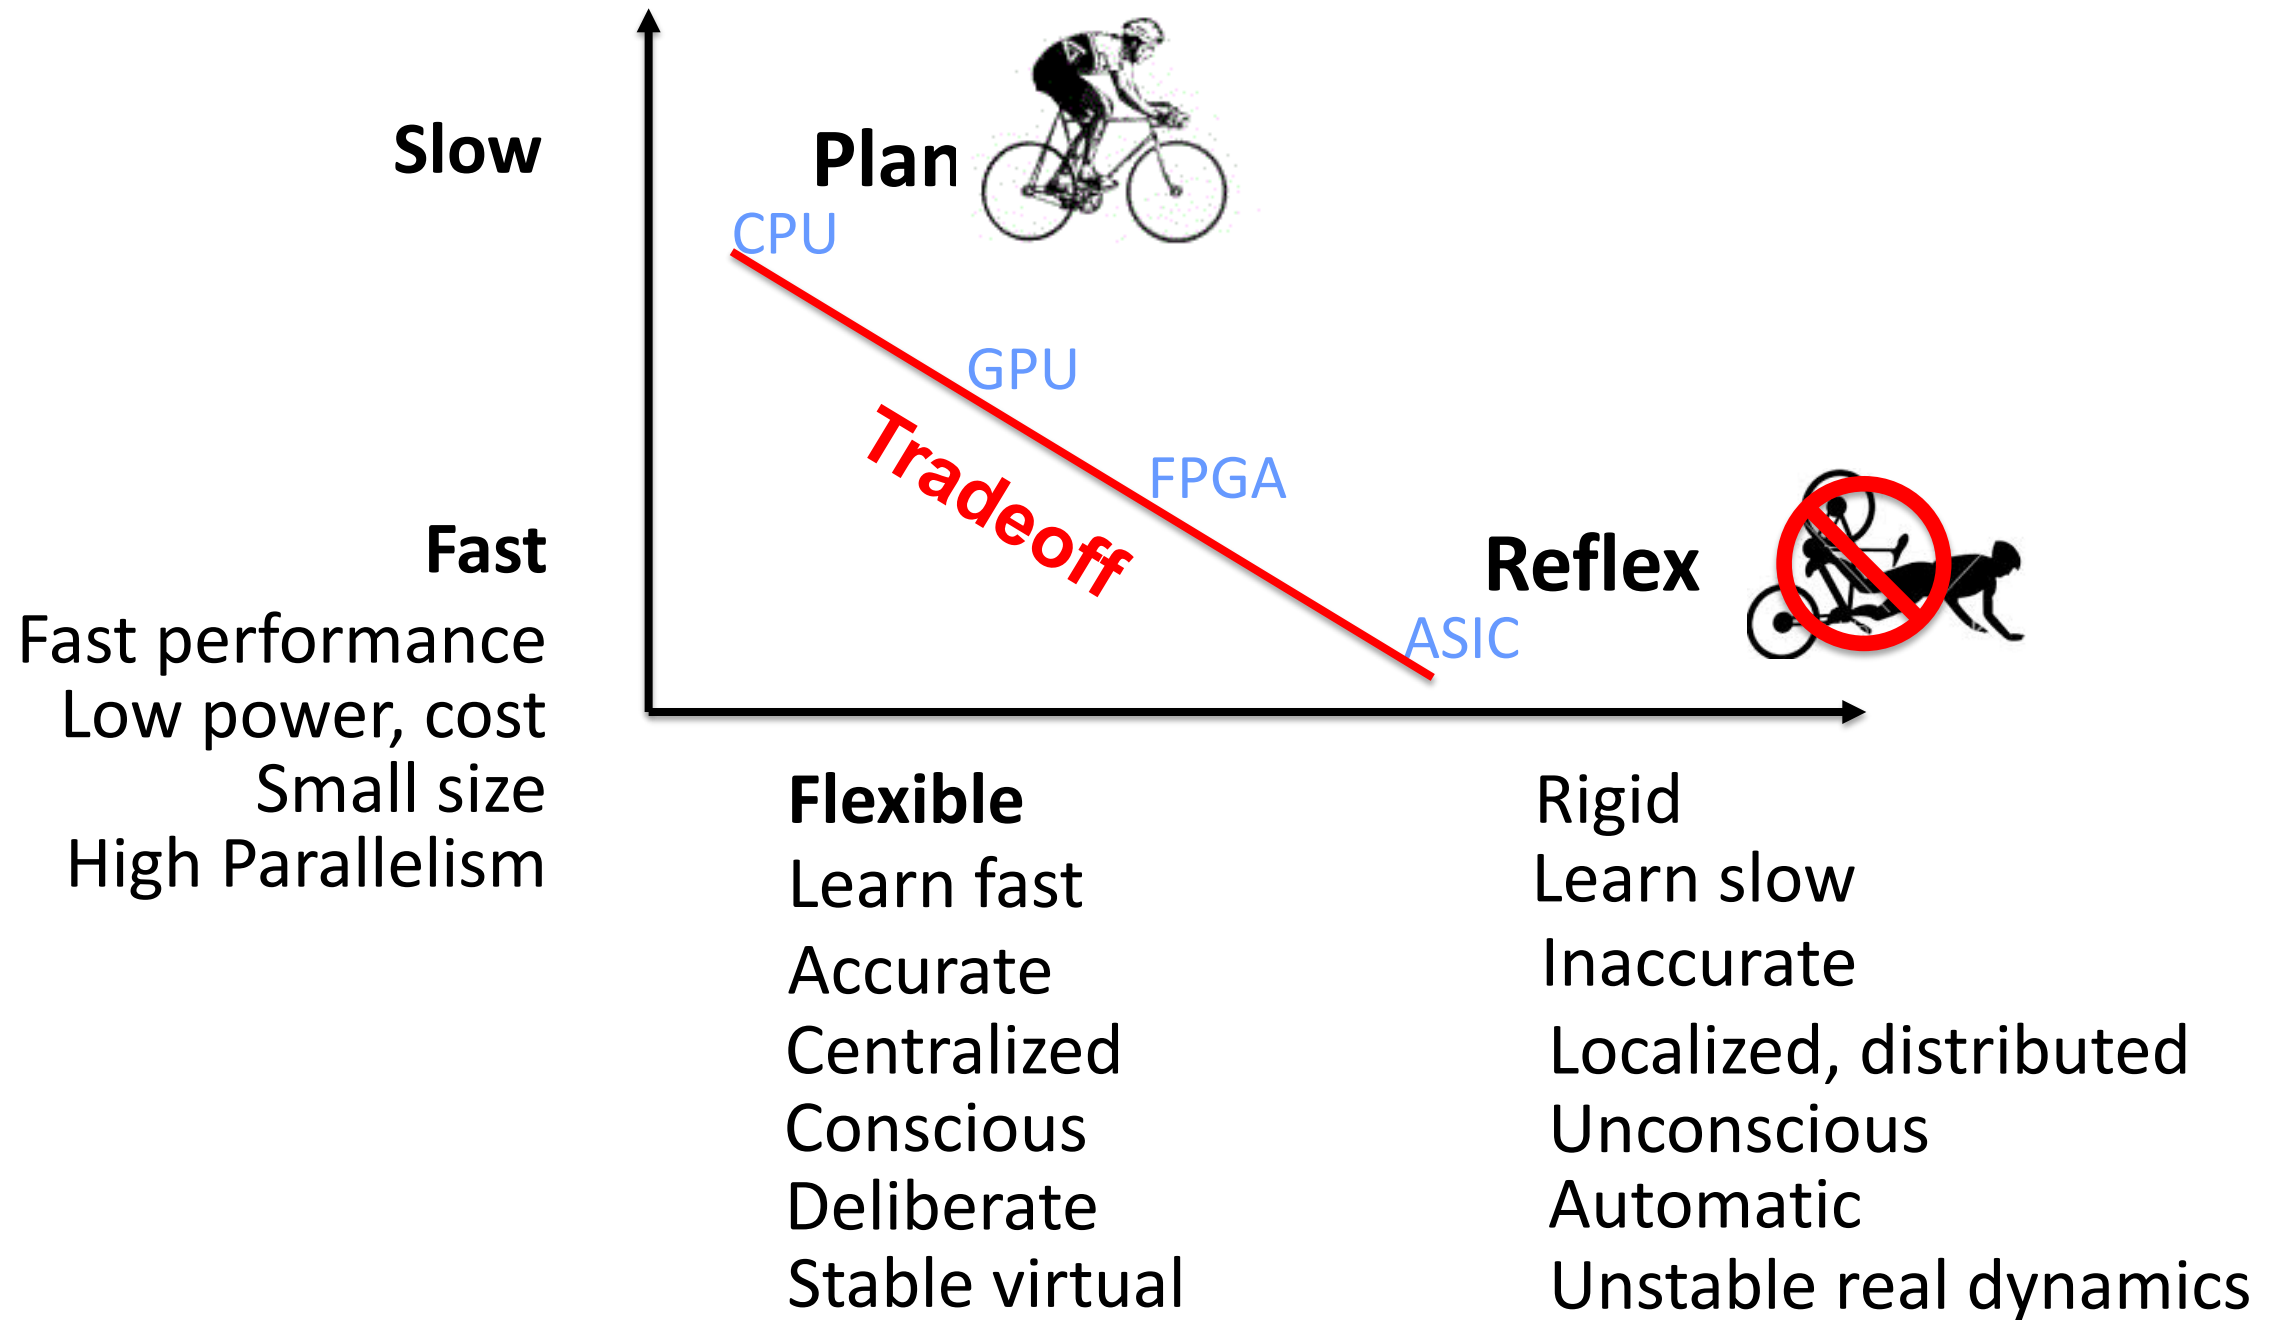 Slow
Plan
CPU
GPU
Tradeoff
FPGA
Fast
Reflex
ASIC
Fast performance
Low power, cost
Small size
High Parallelism
Flexible
Learn fast
Accurate
Centralized
Conscious
Deliberate
Stable virtual
Rigid
Learn slow
Inaccurate
Localized, distributed
Unconscious
Automatic
Unstable real dynamics